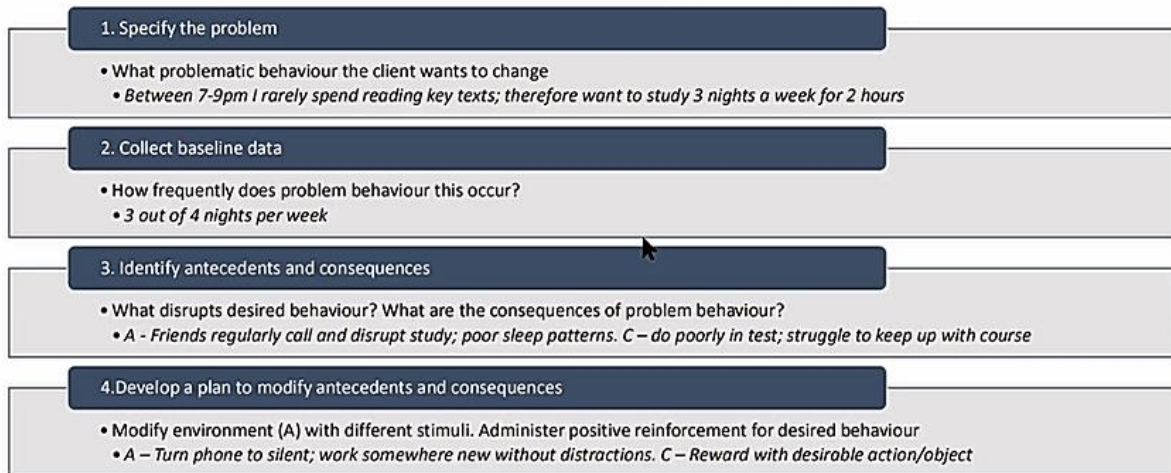 1. Specify the problem
• What problematic behaviour the client wants to change
• Between 7-9pm I rarely spend reading key texts; therefore want to study 3 nights a week for 2 hours
2. Collect baseline data
• How frequently does problem behaviour this occur?
• 3 out of 4 nights per week
3. Identify antecedents and consequences
• What disrupts desired behaviour? What are the consequences of problem behaviour?
• A - Friends regularly call and disrupt study; poor sleep patterns. C – do poorly in test; struggle to keep up with course
4.Develop a plan to modify antecedents and consequences
• Modify environment (A) with different stimuli. Administer positive reinforcement for desired behaviour
• A – Turn phone to silent; work somewhere new without distractions. C – Reward with desirable action/object